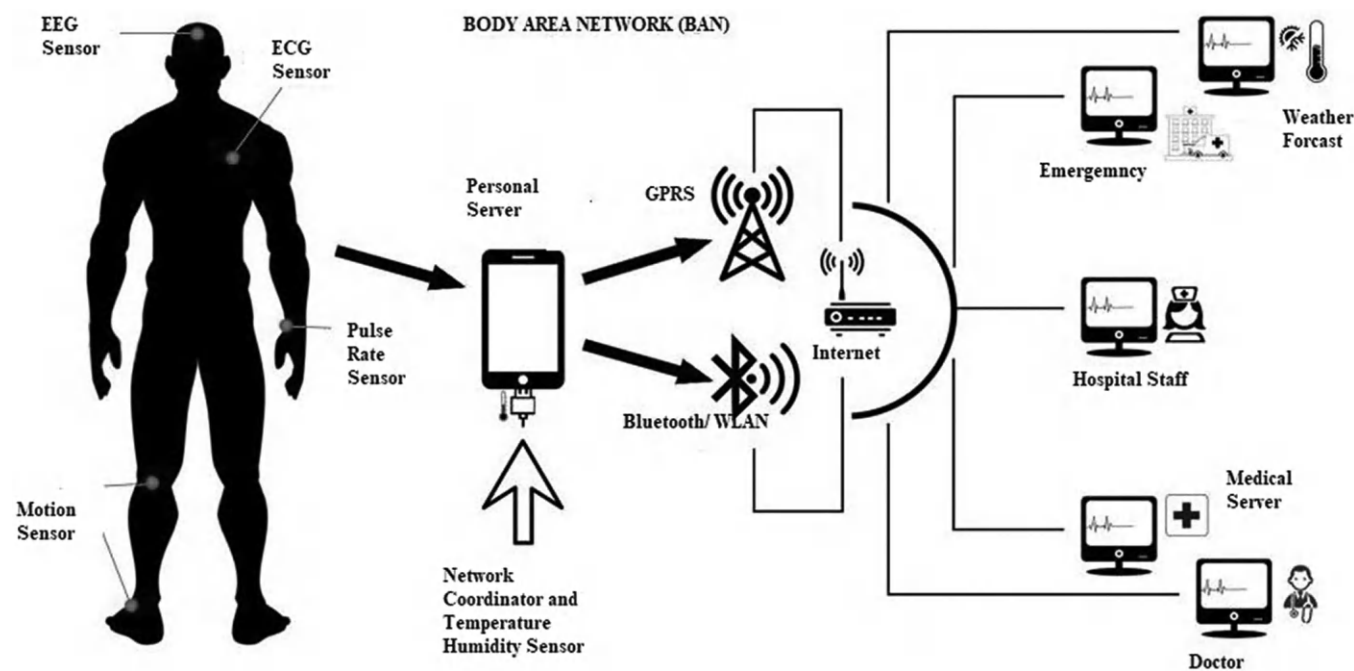 BODY AREA NETWORK (BAN)
EEG
Sensor
ECG
Sensor
Pulse
Rate
Sensor
Motion
Sensor
Personal
Server
Network
Coordinator and
Temperature
Humidity Sensor
GPRS
Bluetooth/ WLAN
Internet
Weather
Forcast
Emergemncy
Hospital Staff
Medical
Server
Doctor